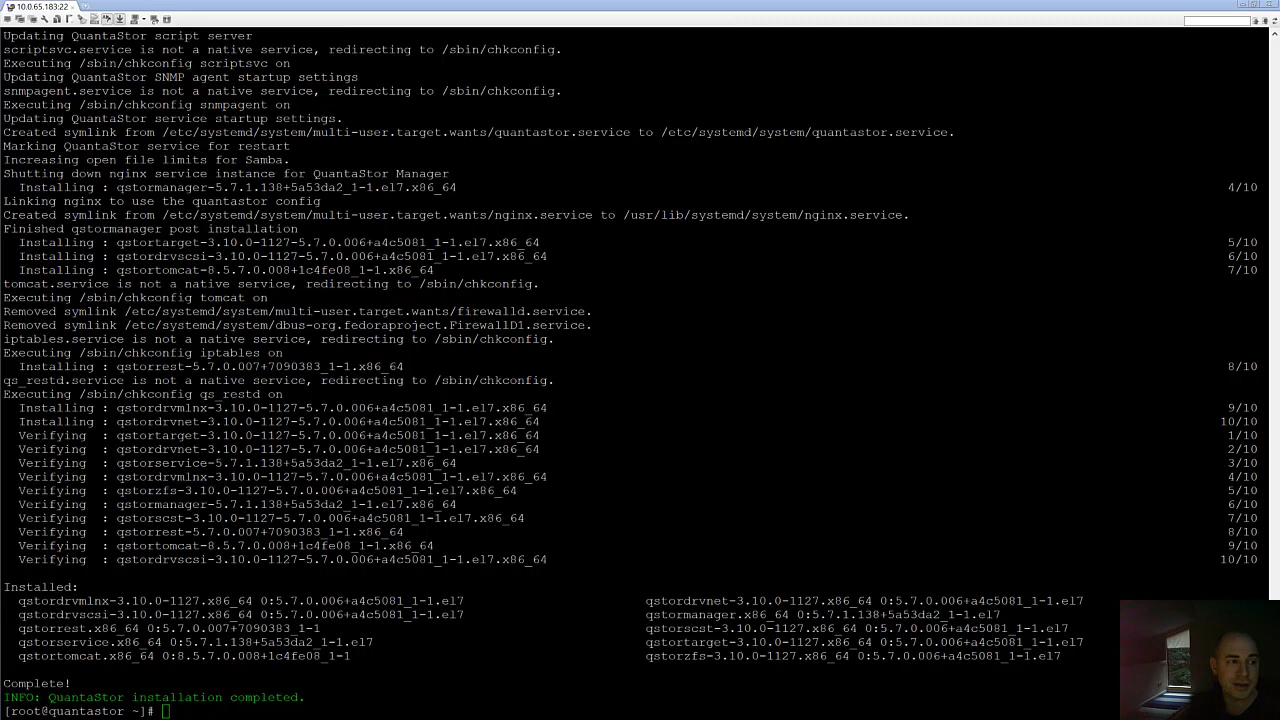 10.0.65.183:22
Updating QuantaStor script server
scriptsvc.service is not a native service, redirecting to /sbin/chkconfig.
Executing /sbin/chkconfig scriptsvc on
Updating QuantaStor SNMP agent startup settings
snmpagent.service is not a native service, redirecting to /sbin/chkconfig.
Executing /sbin/chkconfig snmpagent on
Updating QuantaStor service startup settings.
Created symlink from /etc/systemd/system/multi-user.target.wants/quantastor.service to /etc/systemd/system/quantastor.service.
Marking QuantaStor service for restart
Increasing open file limits for Samba.
Shutting down nginx service instance for QuantaStor Manager
Installing : qstormanager-5.7.1.138+5a53da2_1-1.el7.x86_64 4/10
Linking nginx to use the quantastor config
Created symlink from /etc/systemd/system/multi-user.target.wants/nginx.service to /usr/lib/systemd/system/nginx.service.
Finished qstormanager post installation
Installing : qstortarget-3.10.0-1127-5.7.0.006+a4c5081_1-1.el7.x86_64 5/10
Installing : qstordrvscsi-3.10.0-1127-5.7.0.006+a4c5081_1-1.el7.x86_64 6/10
Installing : qstortomcat-8.5.7.0.008+1c4fe08_1-1.x86_64 7/10
tomcat.service is not a native service, redirecting to /sbin/chkconfig.
Executing /sbin/chkconfig tomcat on
Removed symlink /etc/systemd/system/multi-user.target.wants/firewalld.service.
Removed symlink /etc/systemd/system/dbus-org.fedoraproject.FirewallD1.service.
iptables.service is not a native service, redirecting to /sbin/chkconfig.
Executing /sbin/chkconfig iptables on
Installing : qstorrest-5.7.0.007+7090383_1-1.x86_64 8/10
qs_restd.service is not a native service, redirecting to /sbin/chkconfig.
Executing /sbin/chkconfig qs_restd on
Installing : qstordrvmlnx-3.10.0-1127-5.7.0.006+a4c5081_1-1.el7.x86_64 9/10
Installing : qstordrvnet-3.10.0-1127-5.7.0.006+a4c5081_1-1.el7.x86_64 10/10
Verifying : qstortarget-3.10.0-1127-5.7.0.006+a4c5081_1-1.el7.x86_64 1/10
Verifying : qstordrvnet-3.10.0-1127-5.7.0.006+a4c5081_1-1.el7.x86_64 2/10
Verifying : qstorservice-5.7.1.138+5a53da2_1-1.el7.x86_64 3/10
Verifying : qstordrvmlnx-3.10.0-1127-5.7.0.006+a4c5081_1-1.el7.x86_64 4/10
Verifying : qstorzfs-3.10.0-1127-5.7.0.006+a4c5081_1-1.el7.x86_64 5/10
Verifying : qstormanager-5.7.1.138+5a53da2_1-1.el7.x86_64 6/10
Verifying : qstorscst-3.10.0-1127-5.7.0.006+a4c5081_1-1.el7.x86_64 7/10
Verifying : qstorrest-5.7.0.007+7090383_1-1.x86_64 8/10
Verifying : qstortomcat-8.5.7.0.008+1c4fe08_1-1.x86_64 9/10
Verifying : qstordrvscsi-3.10.0-1127-5.7.0.006+a4c5081_1-1.el7.x86_64 10/10
Installed:
qstordrvmlnx-3.10.0-1127.x86_64 0:5.7.0.006+a4c5081_1-1.el7 qstordrvnet-3.10.0-1127.x86_64 0:5.7.0.006+a4c5081_1-1.el7
qstordrvscsi-3.10.0-1127.x86_64 0:5.7.0.006+a4c5081_1-1.el7 qstormanager.x86_64 0:5.7.1.138+5a53da2_1-1.el7
qstorrest.x86_64 0:5.7.0.007+7090383_1-1 qstorscst-3.10.0-1127.x86_64 0:5.7.0.006+a4c5081_1-1.el7
qstorservice.x86_64 0:5.7.1.138+5a53da2_1-1.el7 qstortarget-3.10.0-1127.x86_64 0:5.7.0.006+a4c5081_1-1.el7
qstortomcat.x86_64 0:8.5.7.0.008+1c4fe08_1-1 qstorzfs-3.10.0-1127.x86_64 0:5.7.0.006+a4c5081_1-1.el7
Complete!
INFO: QuantaStor installation completed.
[root@quantastor ~]#